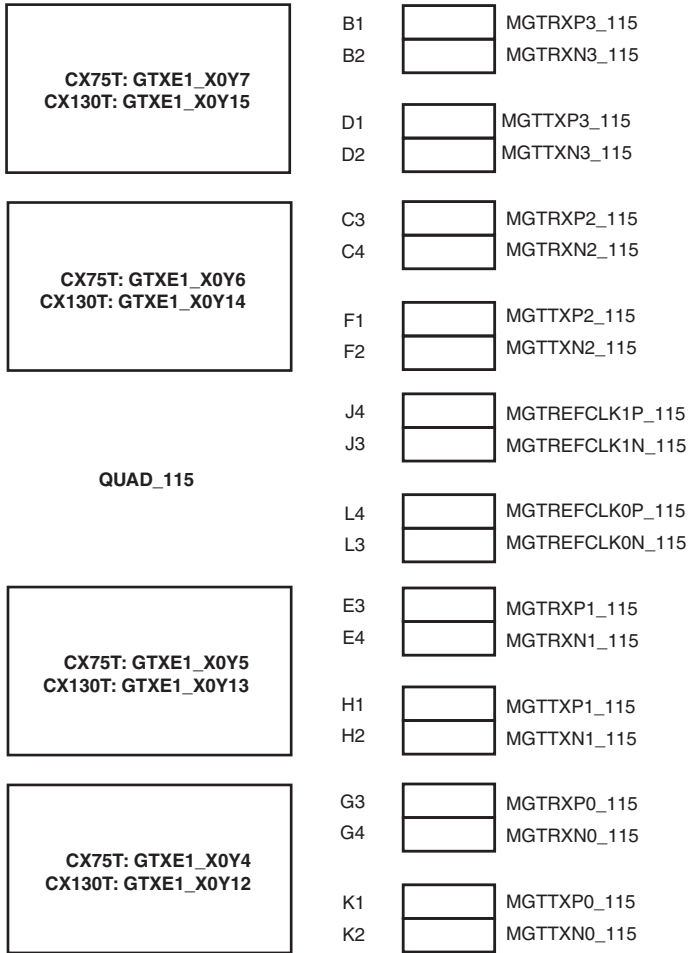 CX75T: GTXE1_X0Y7
CX130T: GTXE1_X0Y15
B1 MGTRXP3_115
B2 MGTRXN3_115
D1 MGTTXP3_115
D2 MGTTXN3_115
CX75T: GTXE1_X0Y6
CX130T: GTXE1_X0Y14
C3 MGTRXP2_115
C4 MGTRXN2_115
F1 MGTTXP2_115
F2 MGTTXN2_115
QUAD_115
J4 MGTREFCLK1P_115
J3 MGTREFCLK1N_115
L4 MGTREFCLK0P_115
L3 MGTREFCLK0N_115
CX75T: GTXE1_X0Y5
CX130T: GTXE1_X0Y13
E3 MGTRXP1_115
E4 MGTRXN1_115
H1 MGTTXP1_115
H2 MGTTXN1_115
CX75T: GTXE1_X0Y4
CX130T: GTXE1_X0Y12
G3 MGTRXP0_115
G4 MGTRXN0_115
K1 MGTTXP0_115
K2 MGTTXN0_115